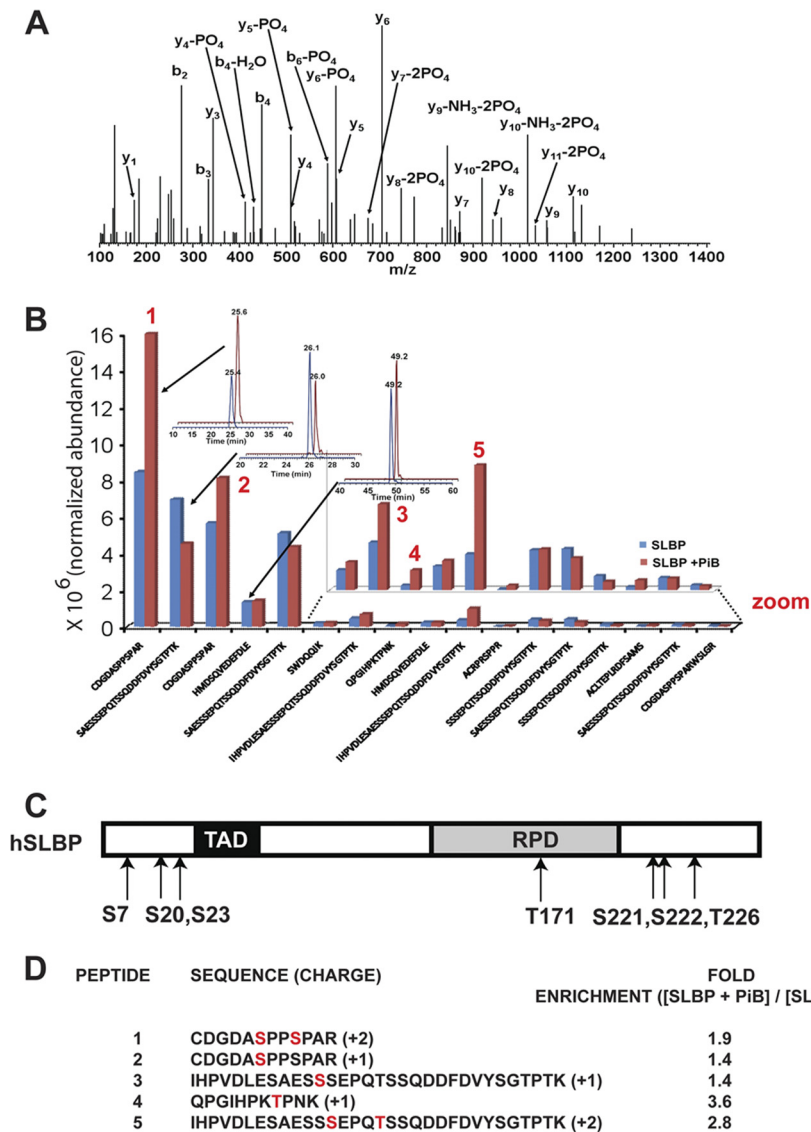 A
y5-PO4
y6
y4-PO4
b4-H2O
b6-PO4
y6-PO4
y7-2PO4
b2
y3
b4
y5
y9-NH3-2PO4
y10-NH3-2PO4
y1
b3
y4
y8-2PO4
y10-2PO4
y11-2PO4
y7
y8
y9
y10
100 200 300 400 500 600 700 800 900 1000 1100 1200 1300 1400
m/z
B
X 10^6 (normalized abundance)
16
14
12
10
8
6
4
2
0
1
2
3
4
5
25.6
25.4
10 15 20 25 30 35 40
Time (min)
26.1
26.0
20 22 24 26 28 30
Time (min)
49.2
49.2
40 45 50 55 60
Time (min)
SLBP
SLBP +PiB
zoom
CDGDASPPSPAR
SAESSSEPQTSSQDDFDVYSGTPTK
CDGDASPPSPAR
HMDSQVEDEFDLE
SAESSSEPQTSSQDDFDVYSGTPTK
IHPVDLESAESSSEPQTSSQDDFDVYSGTPTK
QPGIHPKTPNK
HMDSQVEDEFDLE
IHPVDLESAESSSEPQTSSQDDFDVYSGTPTK
SSSEPQTSSQDDFDVYSGTPTK
SAESSSEPQTSSQDDFDVYSGTPTK
SSSEPQTSSQDDFDVYSGTPTK
SAESSSEPQTSSQDDFDVYSGTPTK
CDGDASPPSPARWSLGR
C
hSLBP
TAD
RPD
S7
S20,S23
T171
S221,S222,T226
D
PEPTIDE SEQUENCE (CHARGE) FOLD
ENRICHMENT ([SLBP + PiB] / [SL
1 CDGDASPPSPAR (+2) 1.9
2 CDGDASPPSPAR (+1) 1.4
3 IHPVDLESAESSSEPQTSSQDDFDVYSGTPTK (+1) 1.4
4 QPGIHPKTPNK (+1) 3.6
5 IHPVDLESAESSSEPQTSSQDDFDVYSGTPTK (+2) 2.8